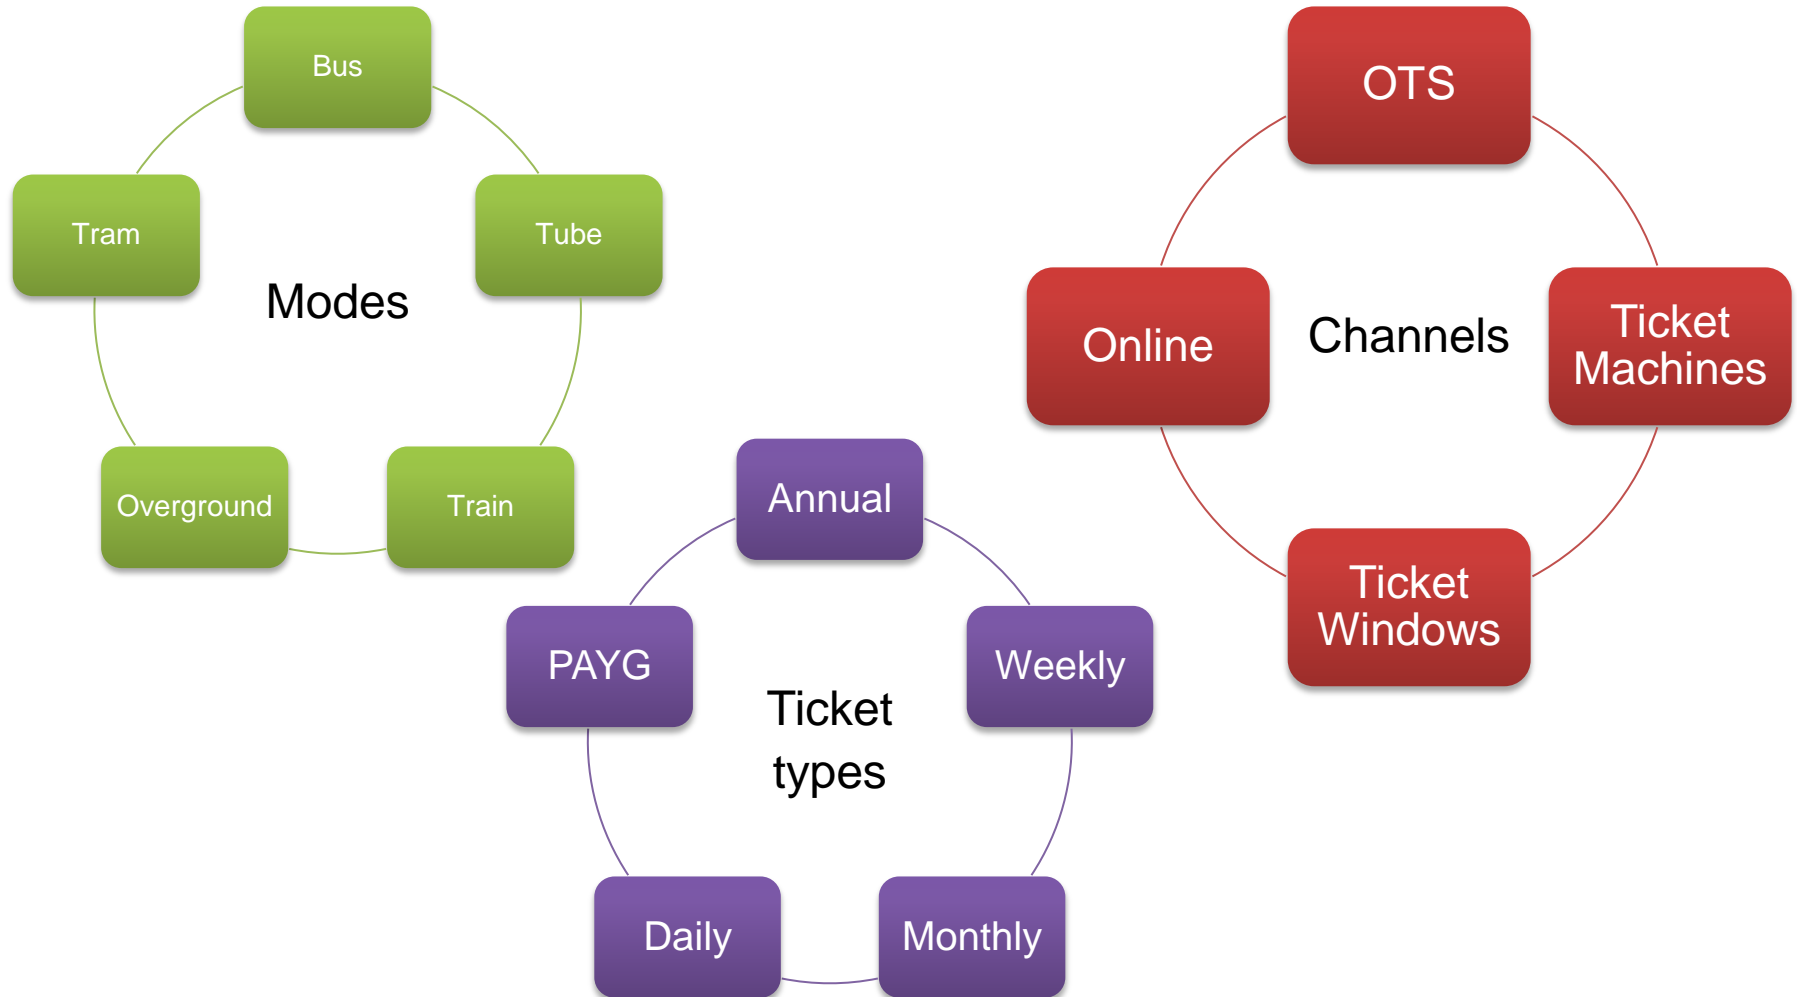 Bus
Tram
Tube
Modes
Overground
Train
OTS
Online
Channels
Ticket
Machines
Ticket
Windows
Annual
PAYG
Weekly
Ticket
types
Daily
Monthly